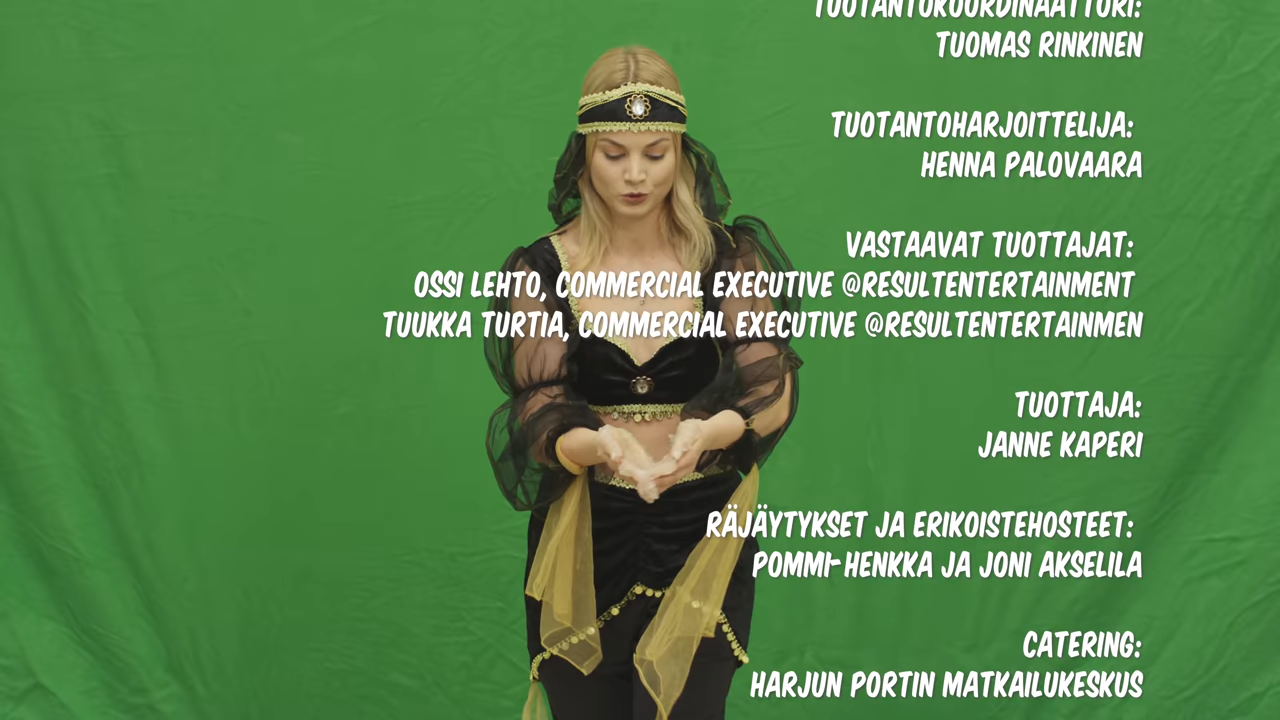 TUOTANTOKOORDINAATTORI:
TUOMAS RINKINEN
TUOTANTOHARJOITTELIJA:
HENNA PALOVAARA
VASTAAVAT TUOTTAJAT:
OSSI LEHTO, COMMERCIAL EXECUTIVE @RESULTENTERTAINMENT
TUUKKA TURTIA, COMMERCIAL EXECUTIVE @RESULTENTERTAINMEN
TUOTTAJA:
JANNE KAPERI
RÄJÄYTYKSET JA ERIKOISTEHOSTEET:
POMMI-HENKKA JA JONI AKSELILA
CATERING:
HARJUN PORTIN MATKAILUKESKUS